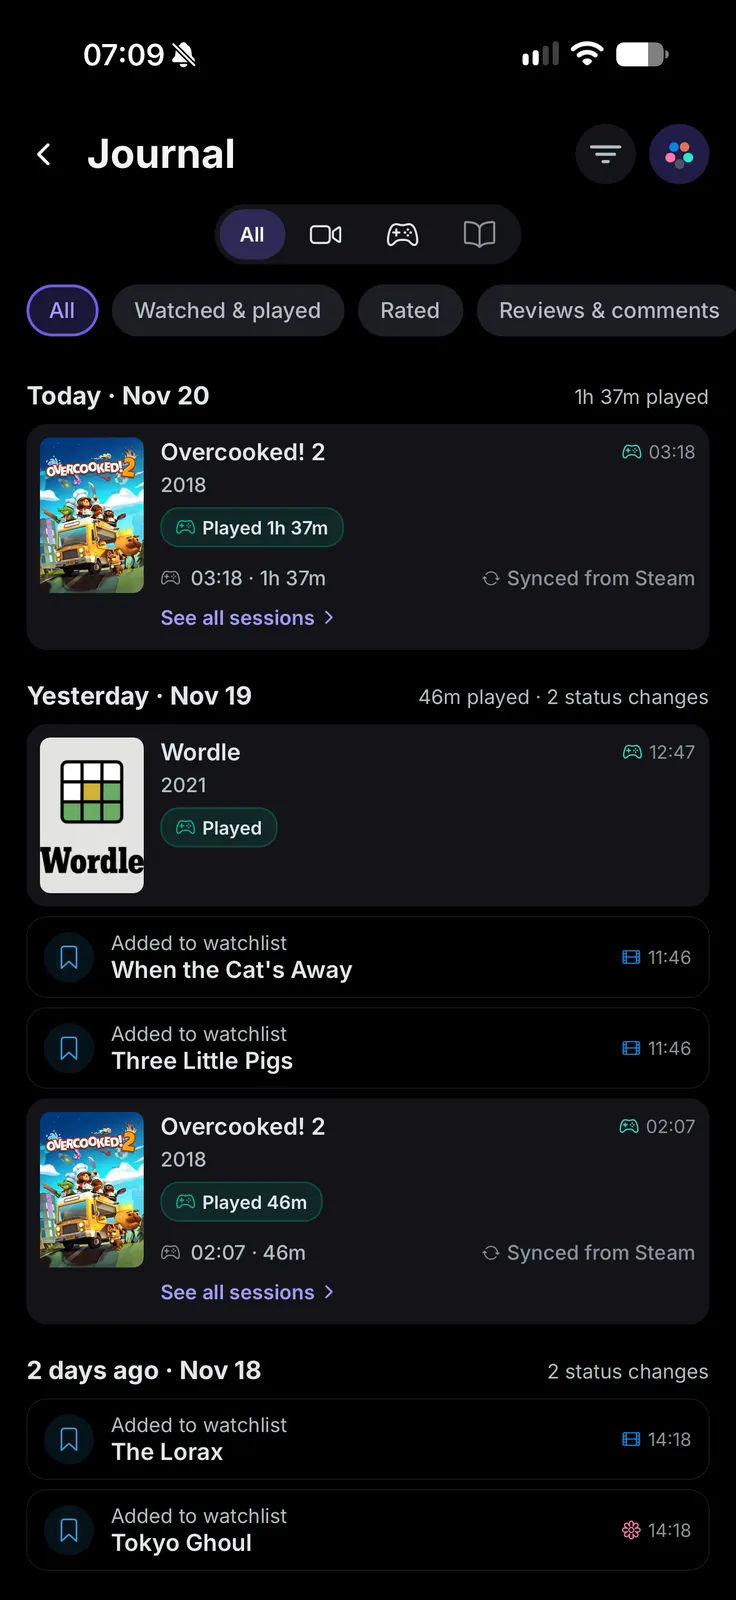 07:09
Journal
All
All
Watched & played
Rated
Reviews & comments
Today · Nov 20
1h 37m played
OVERCOOKED! 2
Overcooked! 2
03:18
2018
Played 1h 37m
03:18 · 1h 37m
Synced from Steam
See all sessions
Yesterday · Nov 19
46m played · 2 status changes
Wordle
Wordle
12:47
2021
Played
Added to watchlist
When the Cat's Away
11:46
Added to watchlist
Three Little Pigs
11:46
OVERCOOKED! 2
Overcooked! 2
02:07
2018
Played 46m
02:07 · 46m
Synced from Steam
See all sessions
2 days ago · Nov 18
2 status changes
Added to watchlist
The Lorax
14:18
Added to watchlist
Tokyo Ghoul
14:18